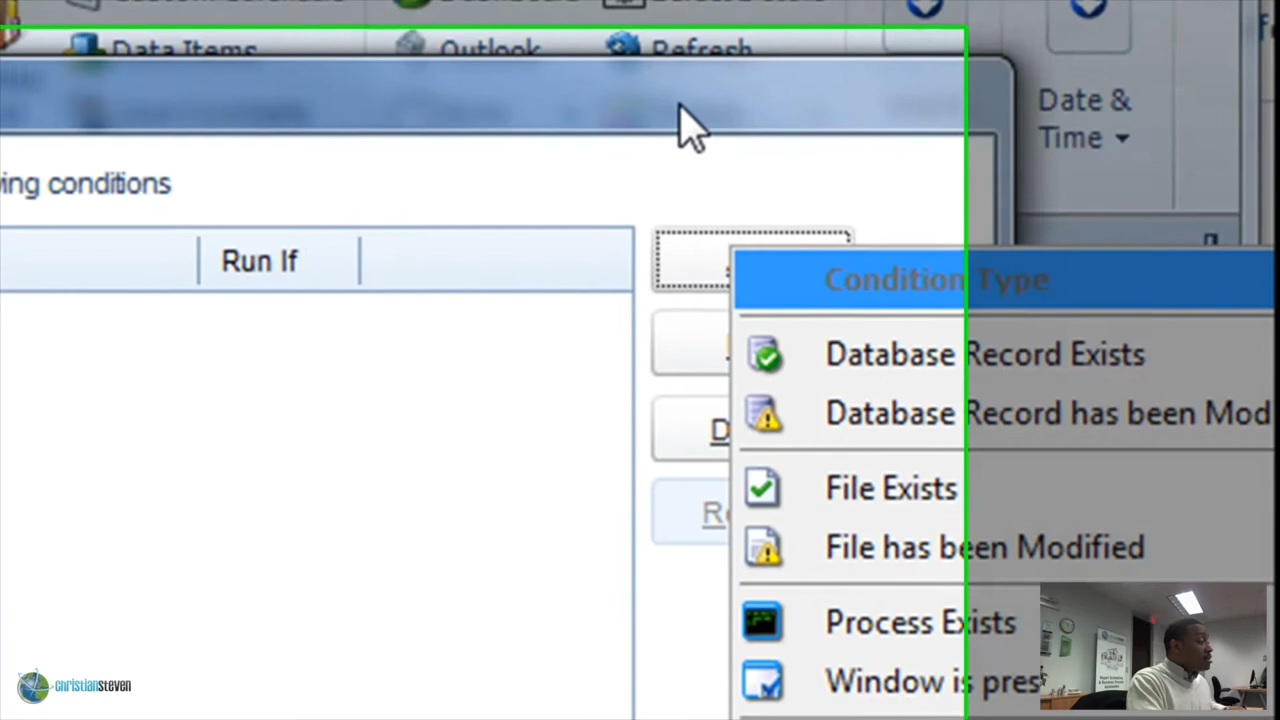 Data Items
Outlook
Refresh
Date &
Time
ing conditions
Run If
Condition Type
Database Record Exists
Database Record has been Mod
D
File Exists
Re
File has been Modified
Process Exists
Window is pres
christiansteven